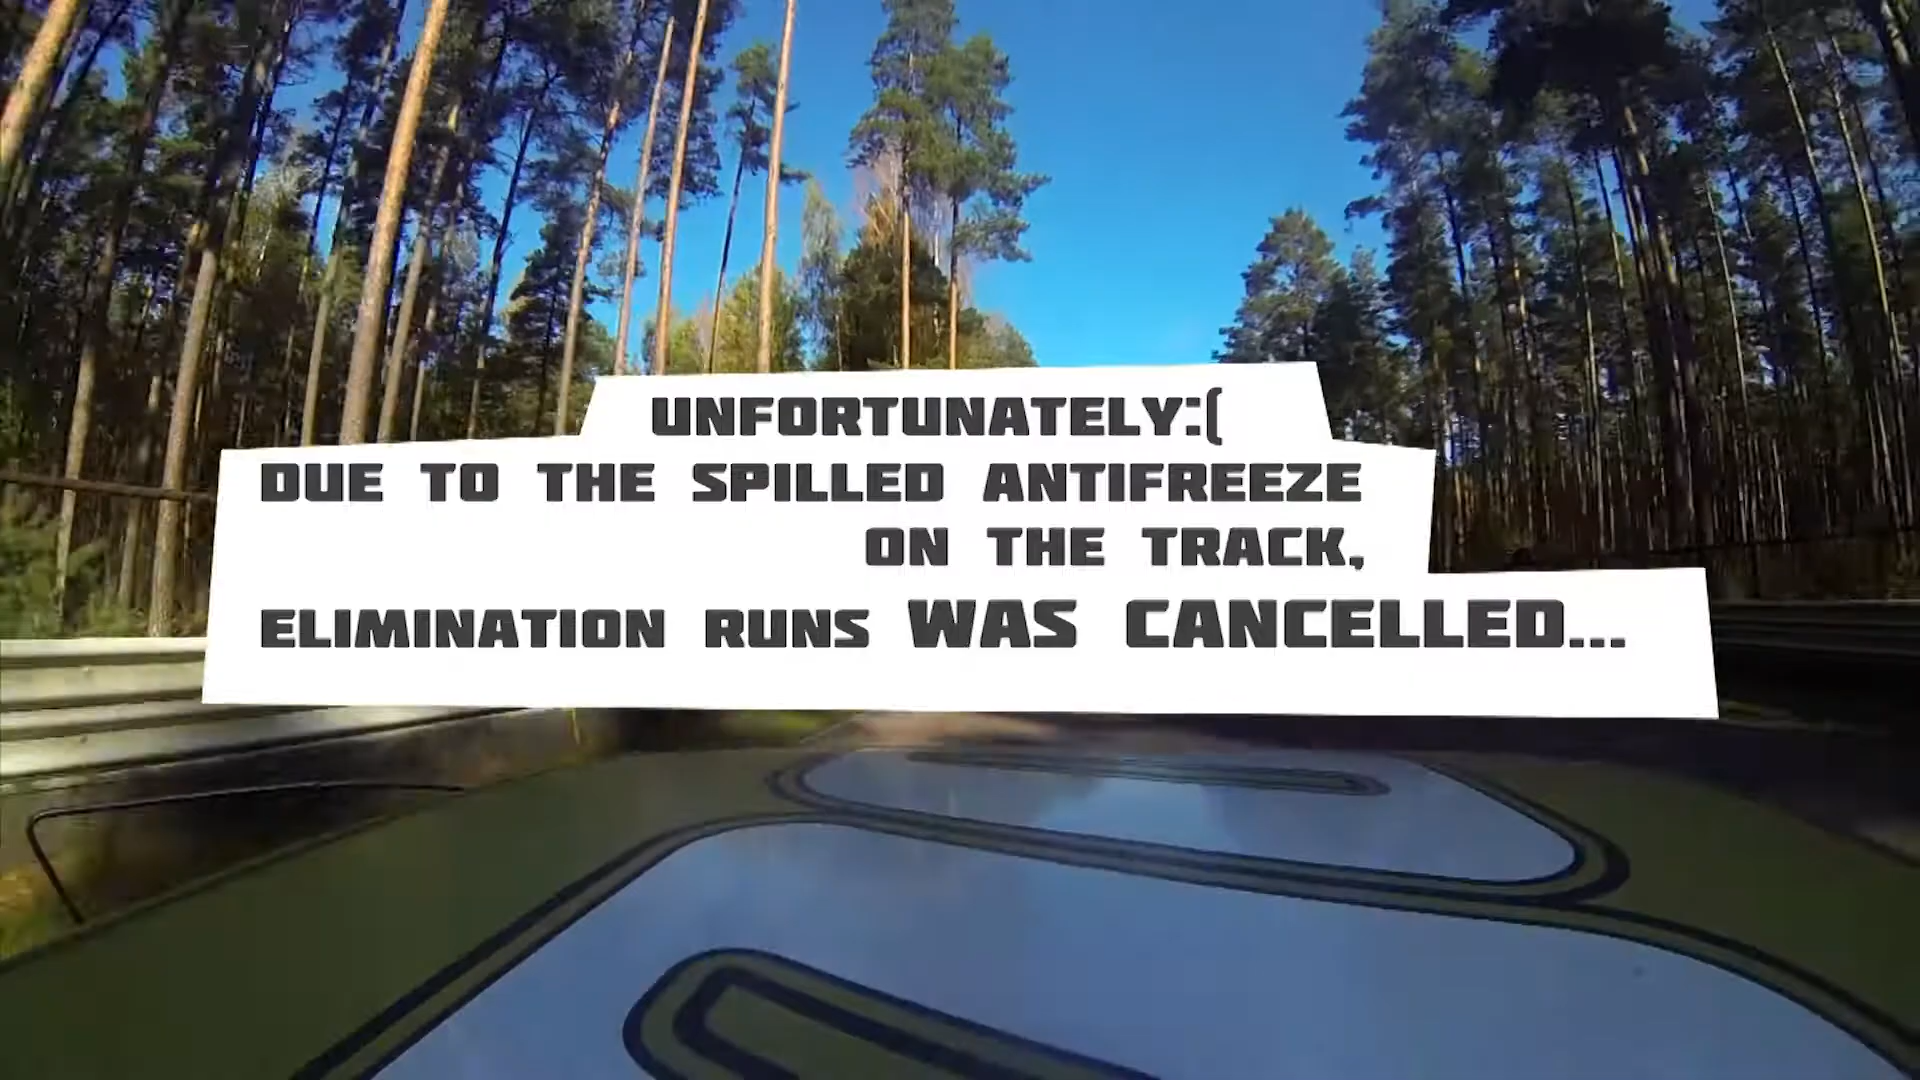 UNFORTUNATELY:(
DUE TO THE SPILLED ANTIFREEZE
ON THE TRACK,
ELIMINATION RUNS WAS CANCELLED...